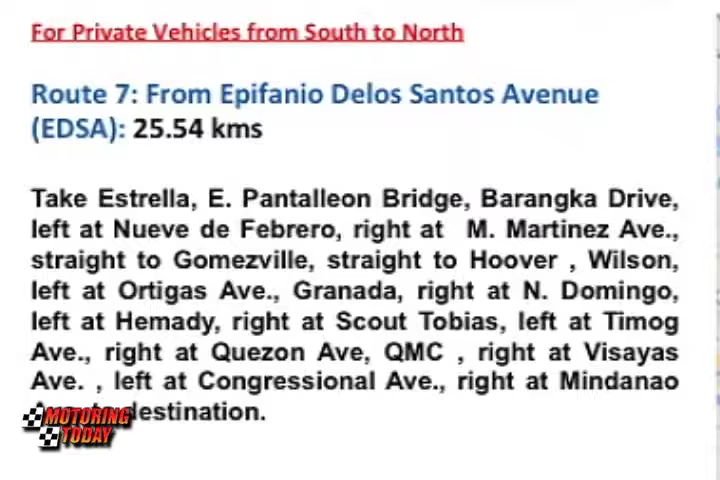 For Private Vehicles from South to North
Route 7: From Epifanio Delos Santos Avenue
(EDSA): 25.54 kms
Take Estrella, E. Pantalleon Bridge, Barangka Drive,
left at Nueve de Febrero, right at M. Martinez Ave.,
straight to Gomezville, straight to Hoover , Wilson,
left at Ortigas Ave., Granada, right at N. Domingo,
left at Hemady, right at Scout Tobias, left at Timog
Ave., right at Quezon Ave, QMC , right at Visayas
Ave. , left at Congressional Ave., right at Mindanao
destination.
MOTORING
TODAY